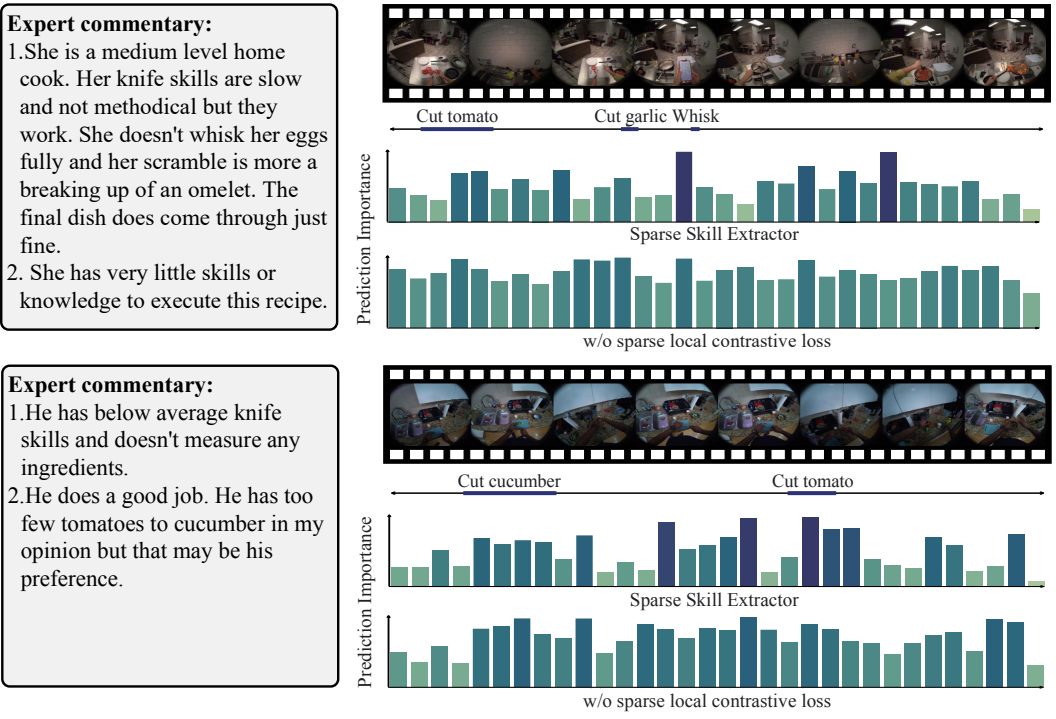 Expert commentary:
1.She is a medium level home
cook. Her knife skills are slow
and not methodical but they
work. She doesn't whisk her eggs
fully and her scramble is more a
breaking up of an omelet. The
final dish does come through just
fine.
2. She has very little skills or
knowledge to execute this recipe.
Cut tomato
Cut garlic Whisk
Prediction Importance
Sparse Skill Extractor
Prediction Importance
w/o sparse local contrastive loss
Expert commentary:
1.He has below average knife
skills and doesn't measure any
ingredients.
2.He does a good job. He has too
few tomatoes to cucumber in my
opinion but that may be his
preference.
Cut cucumber
Cut tomato
Prediction Importance
Sparse Skill Extractor
Prediction Importance
w/o sparse local contrastive loss